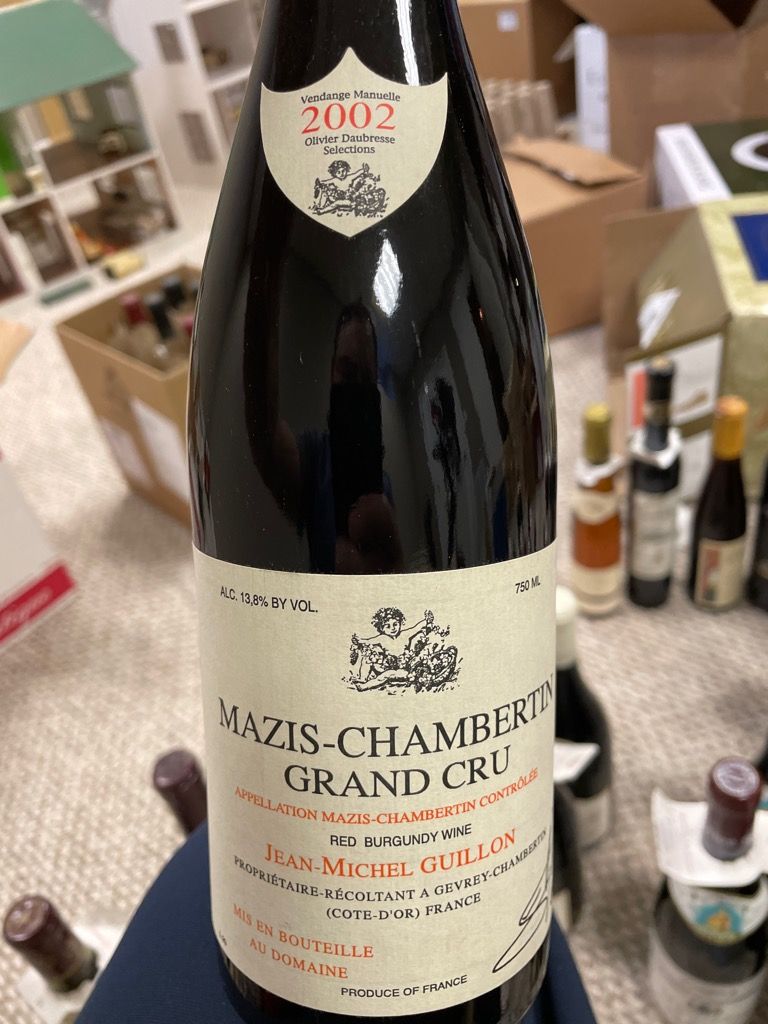 Vendange Manuelle
2002
Olivier Daubresse
Selections
ALC. 13,8% BY VOL.
750 ML
MAZIS-CHAMBERTIN
GRAND CRU
APPELLATION MAZIS-CHAMBERTIN CONTRÔLÉE
RED BURGUNDY WINE
JEAN-MICHEL GUILLON
PROPRIÉTAIRE-RÉCOLTANT A GEVREY-CHAMBERTIN
(COTE-D'OR) FRANCE
MIS EN BOUTEILLE
AU DOMAINE
PRODUCE OF FRANCE